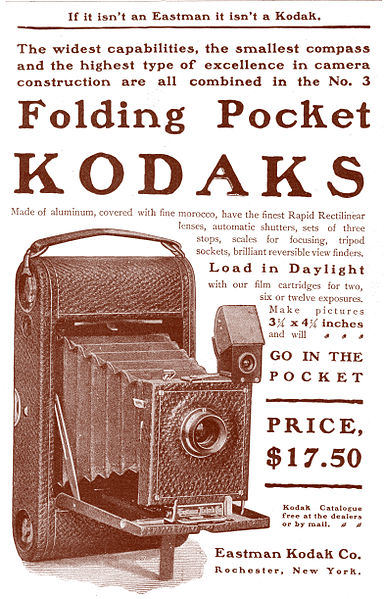 If it isn't an Eastman it isn't a Kodak.
The widest capabilities, the smallest compass
and the highest type of excellence in camera
construction are all combined in the No. 3
Folding Pocket
KODAKS
Made of aluminum, covered with fine morocco, have the finest Rapid Rectilinear
lenses, automatic shutters, sets of three
stops, scales for focusing, tripod
sockets, brilliant reversible view finders.
Load in Daylight
with our film cartridges for two,
six or twelve exposures.
Make pictures
3¼ x 4¼ inches
and will
GO IN THE
POCKET
PRICE,
$17.50
Kodak Catalogue
free at the dealers
or by mail.
Eastman Kodak Co.
Rochester, New York.